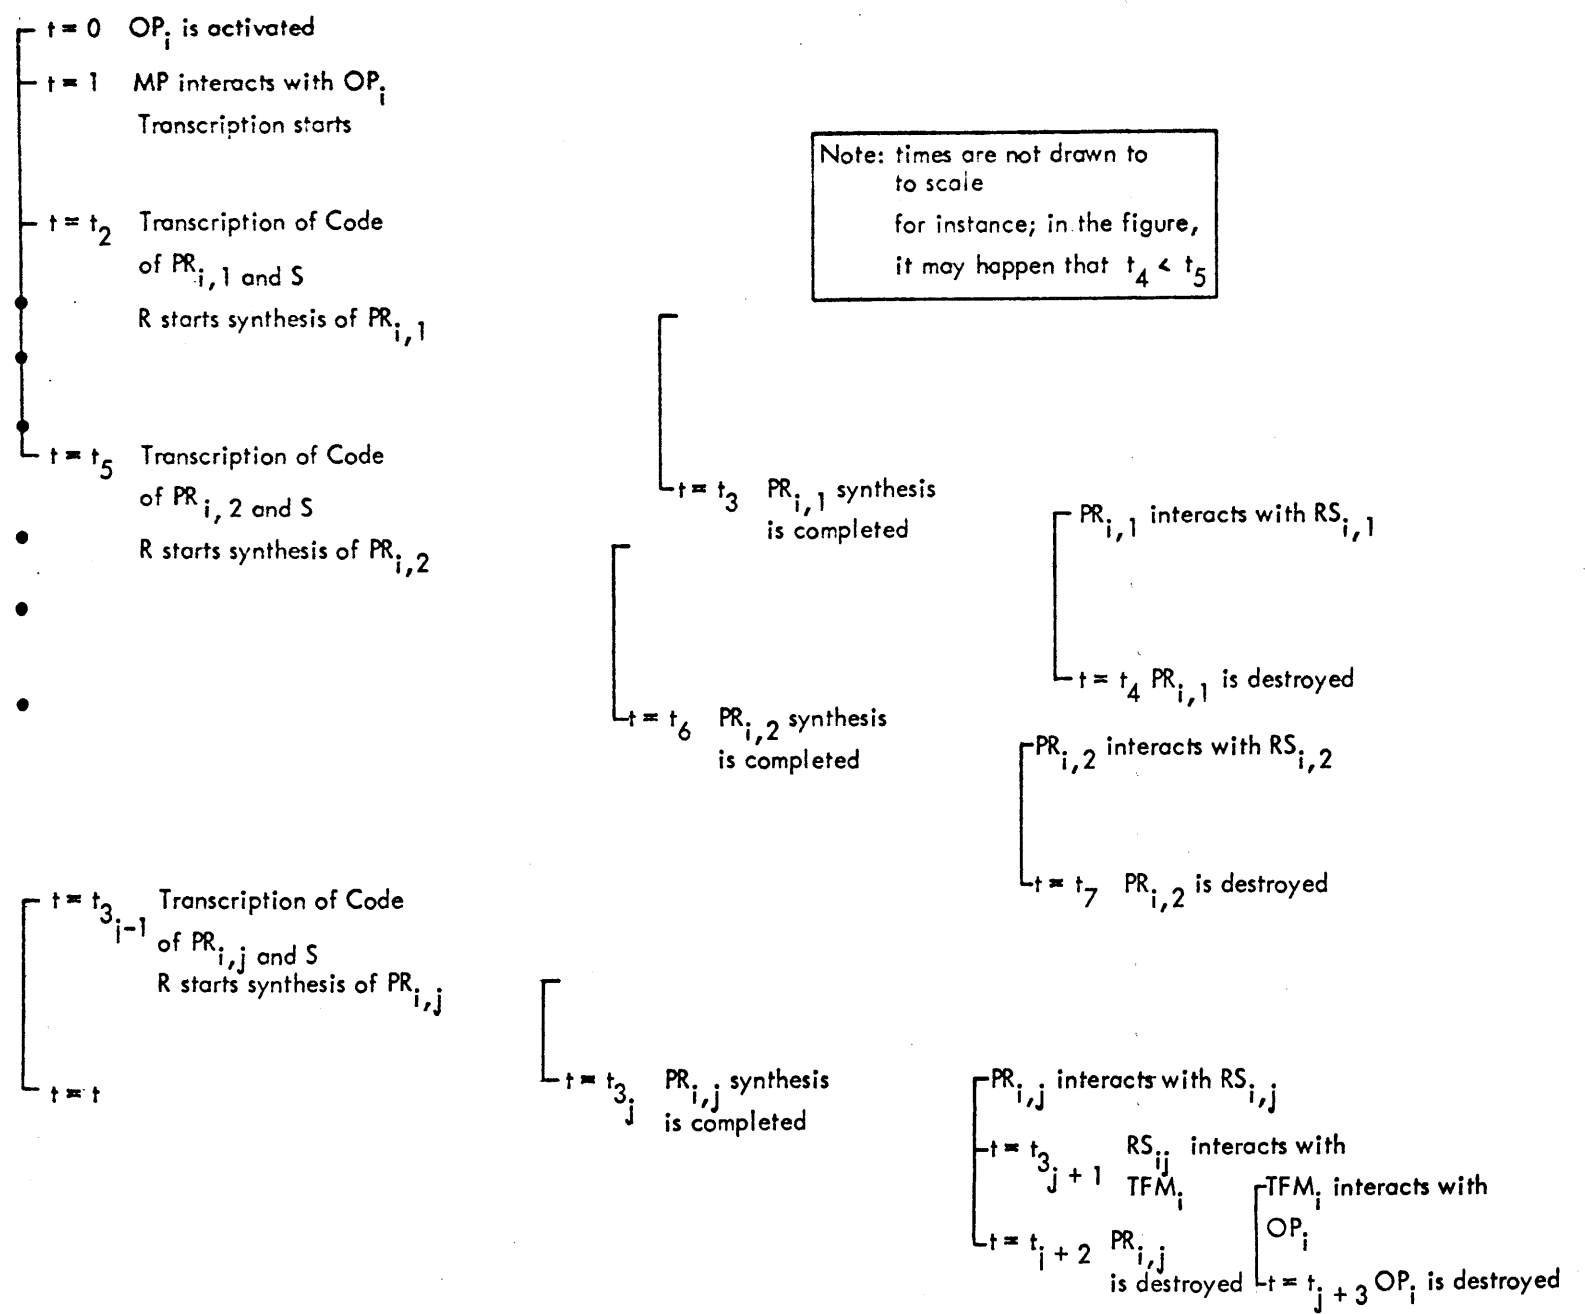 t = 0 OP_i is activated
t = 1 MP interacts with OP_i
Transcription starts
Note: times are not drawn to
to scale
for instance; in the figure,
it may happen that t_4 < t_5
t = t_2 Transcription of Code
of PR_i,1 and S
R starts synthesis of PR_i,1
t = t_5 Transcription of Code
of PR_i,2 and S
R starts synthesis of PR_i,2
t = t_3 PR_i,1 synthesis
is completed
PR_i,1 interacts with RS_i,1
t = t_4 PR_i,1 is destroyed
t = t_6 PR_i,2 synthesis
is completed
PR_i,2 interacts with RS_i,2
t = t_7 PR_i,2 is destroyed
t = t_3_j-1 Transcription of Code
of PR_i,j and S
R starts synthesis of PR_i,j
t = t
t = t_3_j PR_i,j synthesis
is completed
PR_i,j interacts with RS_i,j
t = t_3_j + 1 RS_ij interacts with
TFM_i
t = t_j + 2 PR_i,j
is destroyed
TFM_i interacts with
OP_i
t = t_j + 3 OP_i is destroyed